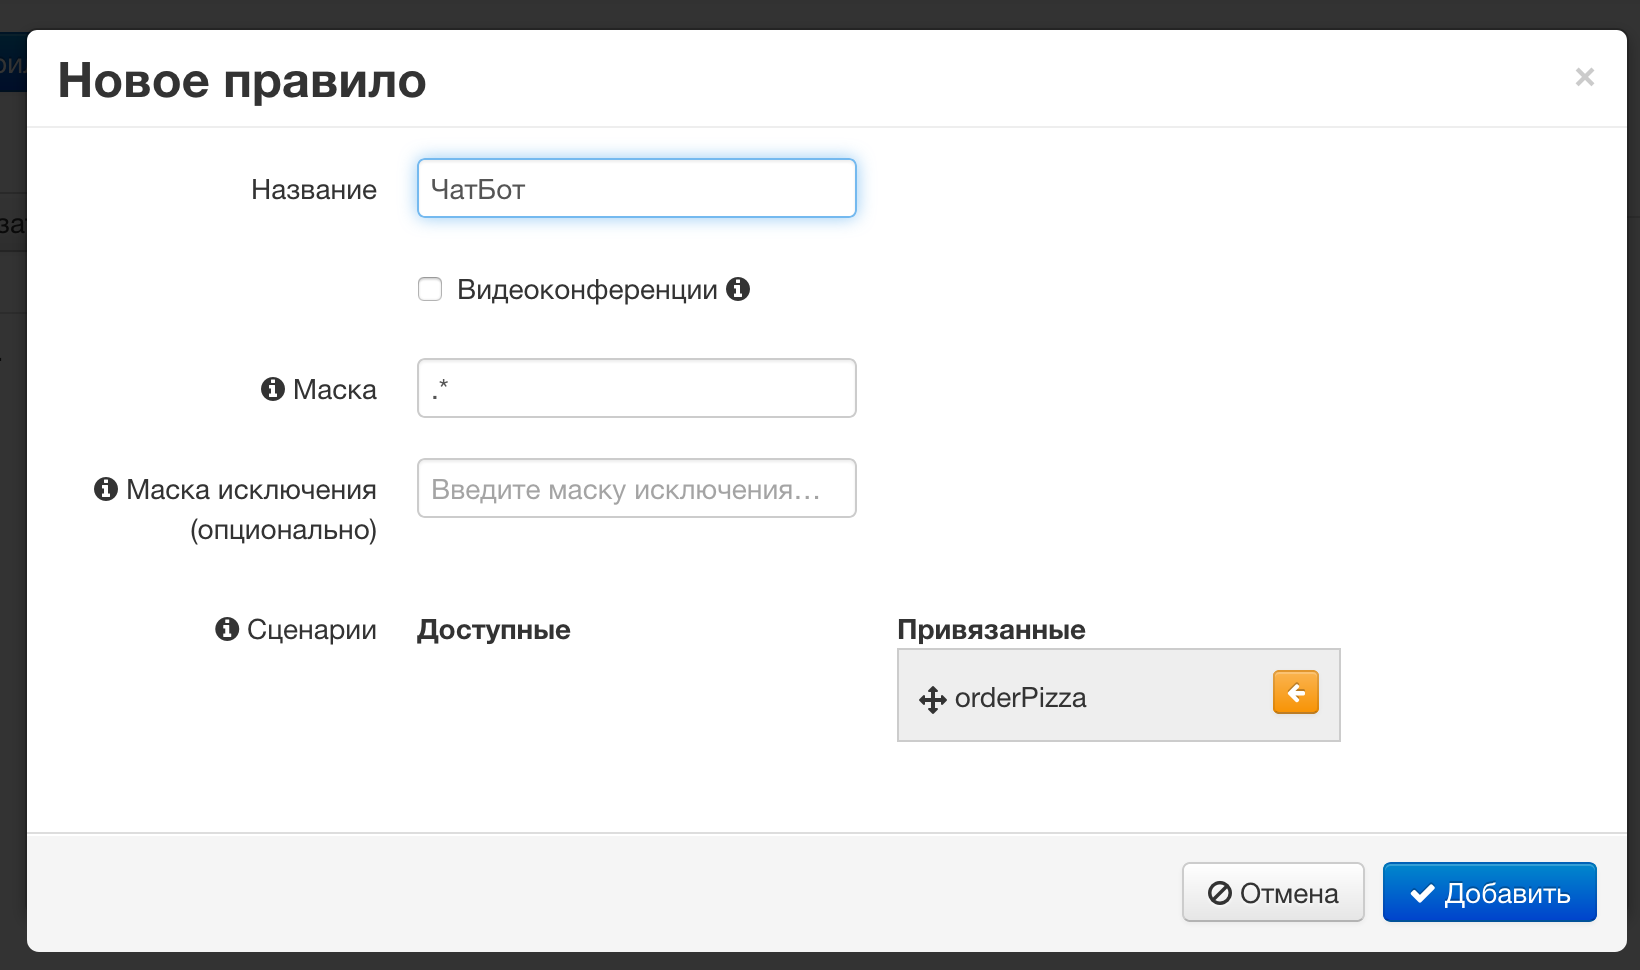 Новое правило
×
Название
ЧатБот
Видеоконференции
Маска
.*
Маска исключения
(опционально)
Введите маску исключения...
Сценарии
Доступные
Привязанные
orderPizza
Отмена
Добавить